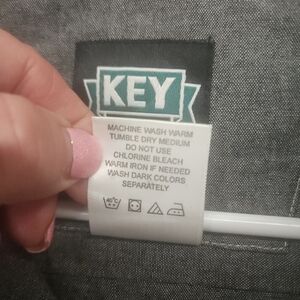 KEY
MACHINE WASH WARM
TUMBLE DRY MEDIUM
DO NOT USE
CHLORINE BLEACH
WARM IRON IF NEEDED
WASH DARK COLORS
SEPARATELY
40°C